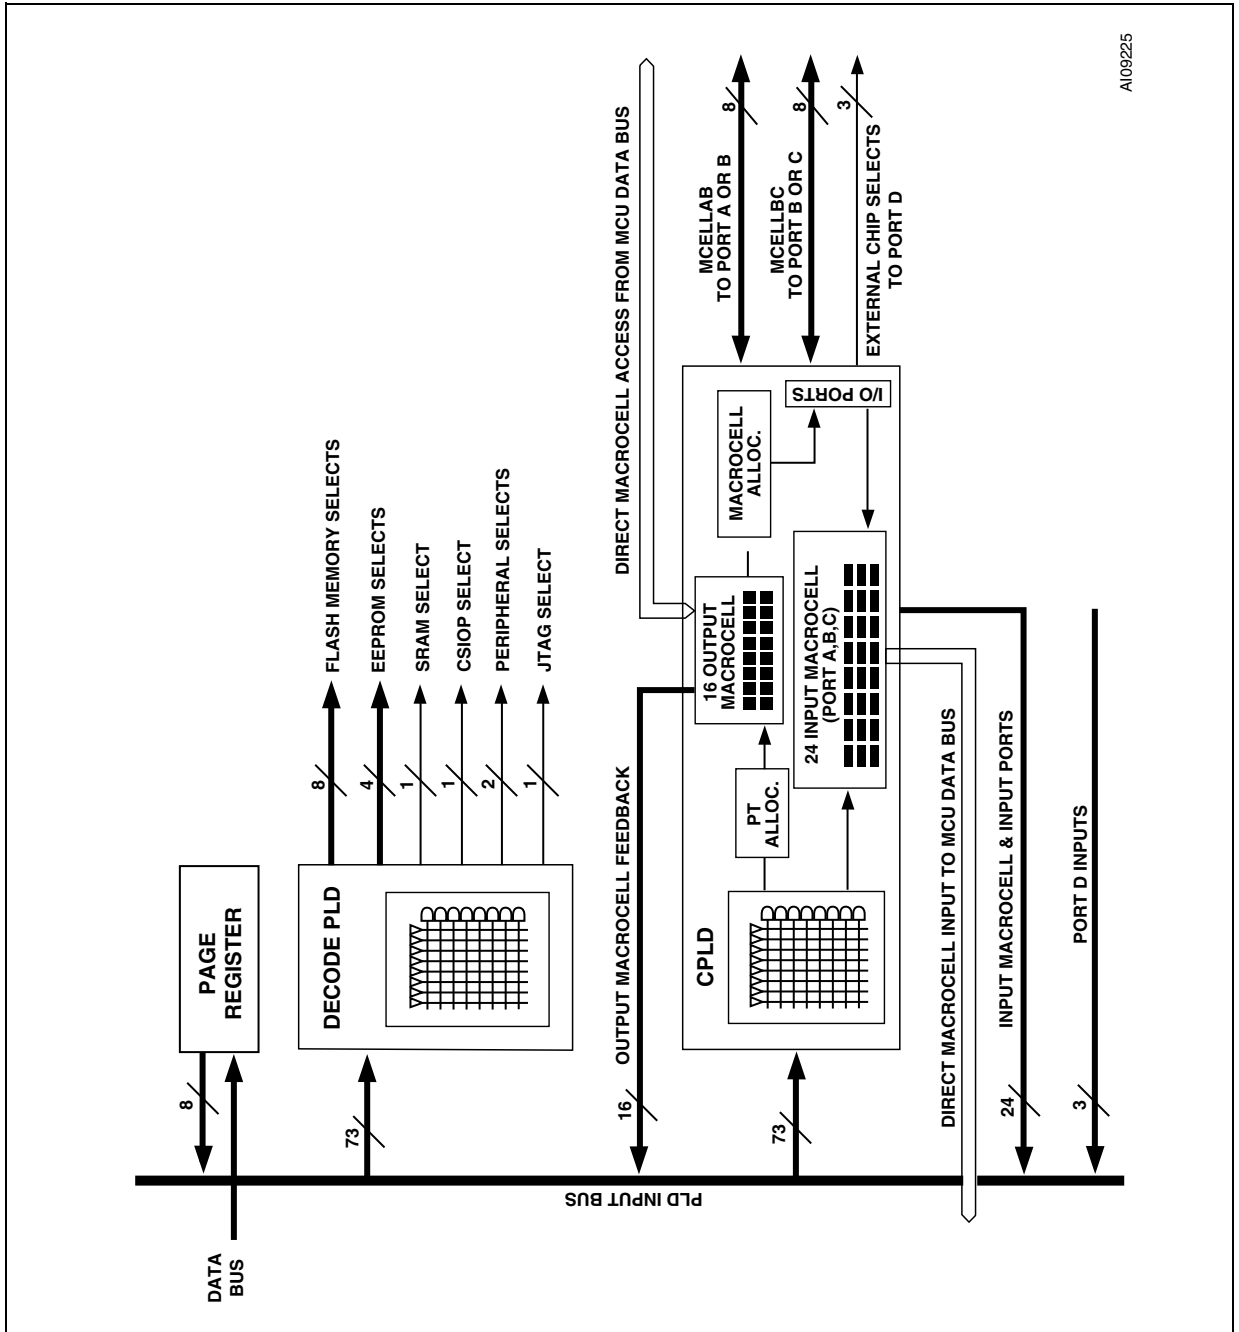 DATA
BUS
8
PAGE
REGISTER
73
DECODE PLD
8
FLASH MEMORY SELECTS
4
EEPROM SELECTS
1
SRAM SELECT
1
CSIOP SELECT
2
PERIPHERAL SELECTS
1
JTAG SELECT
PLD INPUT BUS
16
OUTPUT MACROCELL FEEDBACK
DIRECT MACROCELL ACCESS FROM MCU DATA BUS
73
CPLD
PT
ALLOC.
16 OUTPUT
MACROCELL
MACROCELL
ALLOC.
I/O PORTS
24 INPUT MACROCELL
(PORT A,B,C)
MCELLAB
TO PORT A OR B
8
MCELLBC
TO PORT B OR C
8
EXTERNAL CHIP SELECTS
TO PORT D
3
DIRECT MACROCELL INPUT TO MCU DATA BUS
24
INPUT MACROCELL & INPUT PORTS
3
PORT D INPUTS
AI09225